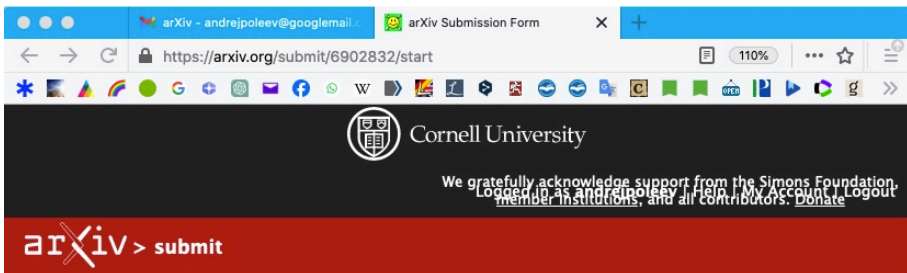 arXiv - andrejpoleev@googlemail.c
arXiv Submission Form
https://arxiv.org/submit/6902832/start
110%
Cornell University
We gratefully acknowledge support from the Simons Foundation,
member institutions, and all contributors. Donate
Logged in as andrejpoleev | Help | My Account | Logout
arXiv > submit